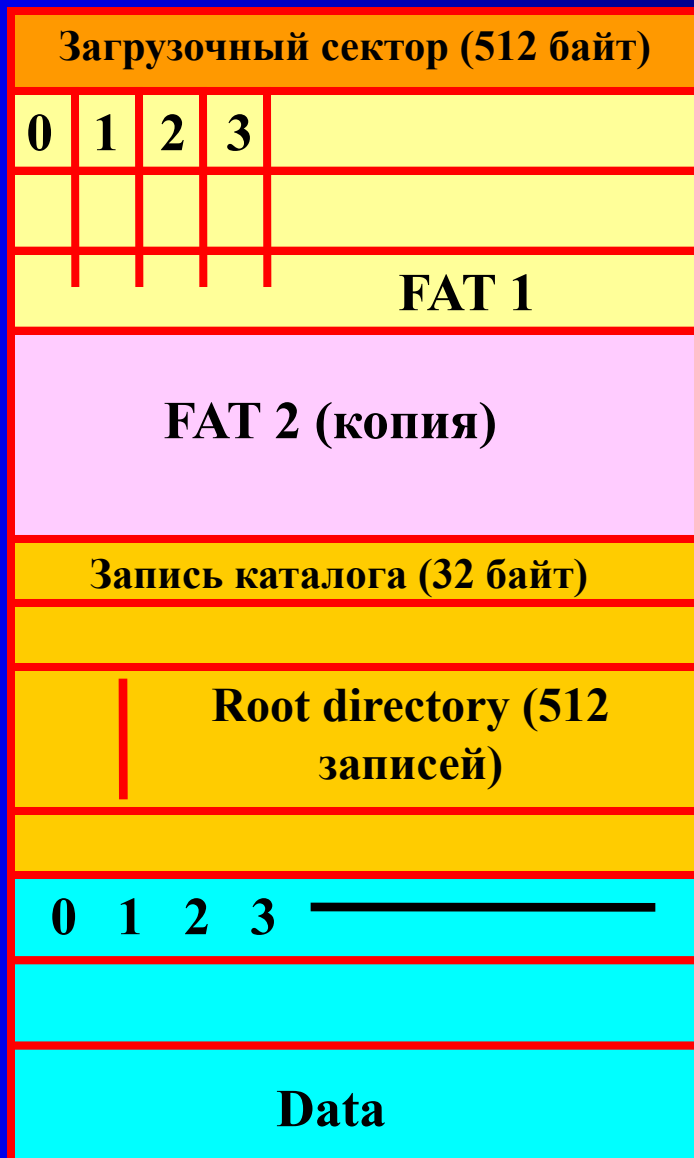 Загрузочный сектор (512 байт)
0 1 2 3
FAT 1
FAT 2 (копия)
Запись каталога (32 байт)
Root directory (512
записей)
0 1 2 3
Data